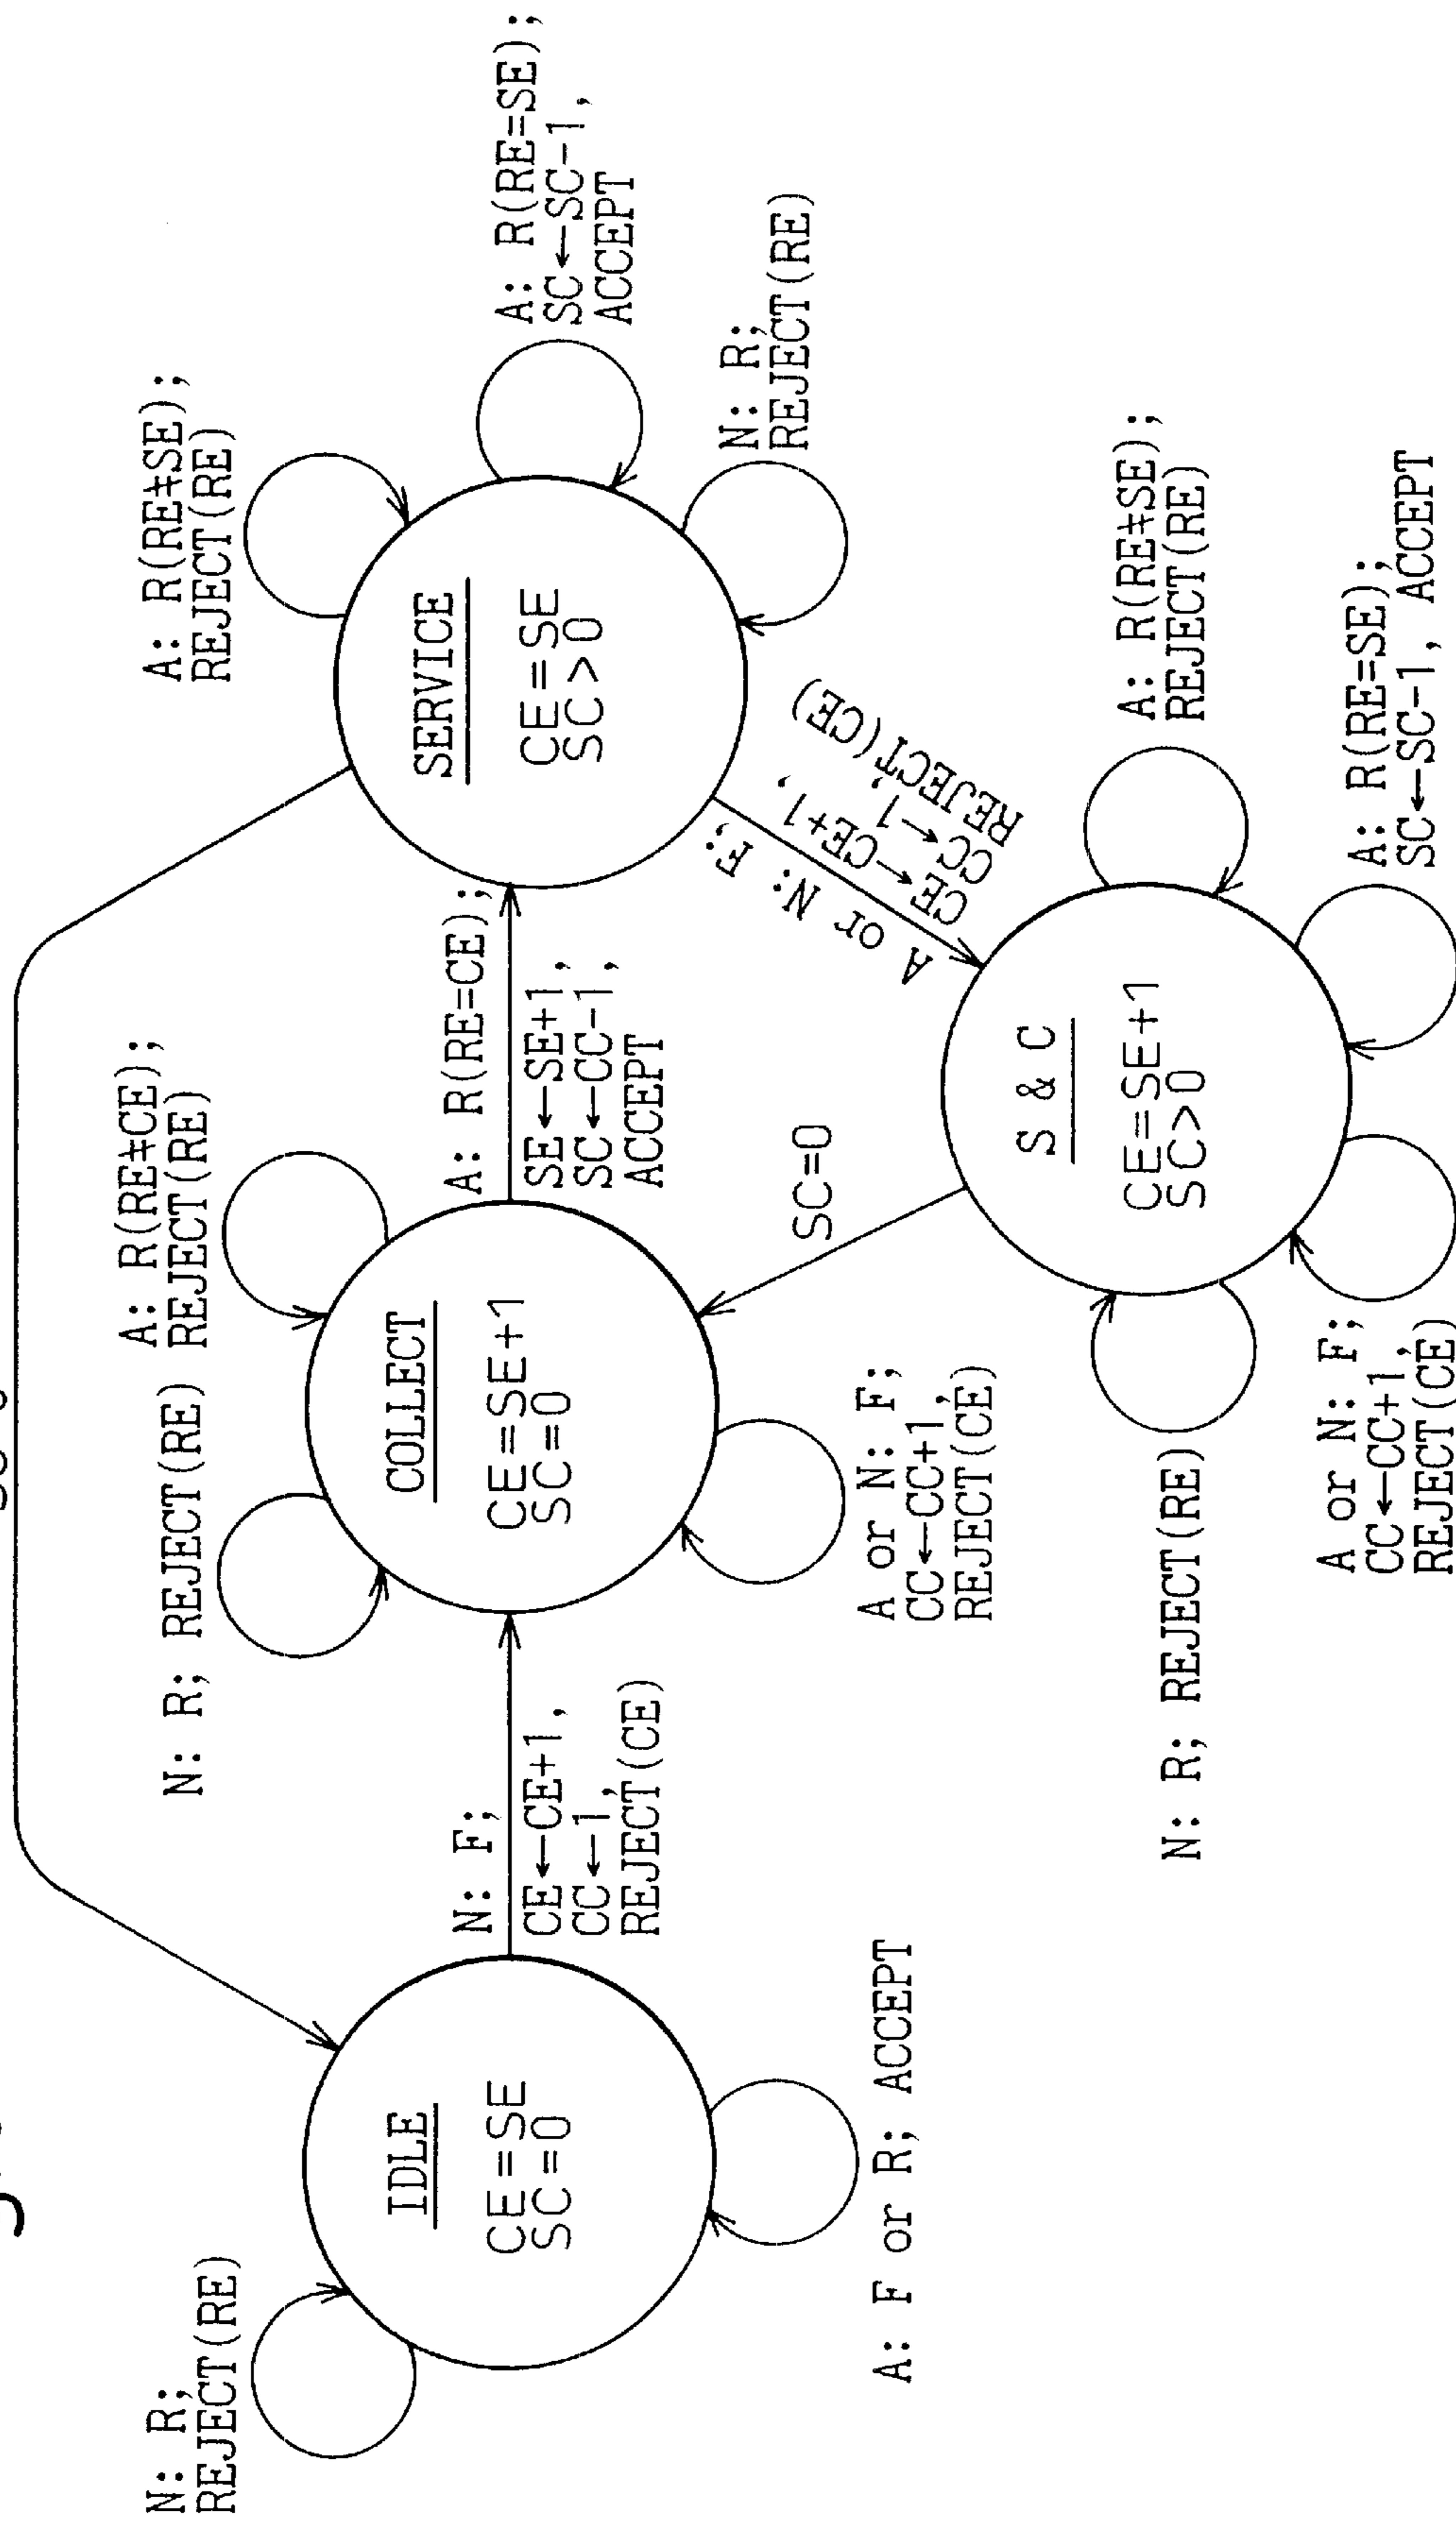 N: R;
REJECT(RE)
IDLE
CE=SE
SC=0
A: F or R; ACCEPT
N: F;
CE←CE+1,
CC←1,
REJECT(CE)
N: R; REJECT(RE)
A: R(RE≠CE);
REJECT(RE)
COLLECT
CE=SE+1
SC=0
A or N: F;
CC←CC+1,
REJECT(CE)
A: R(RE=CE);
SE←SE+1,
SC←CC-1,
ACCEPT
A: R(RE≠SE);
REJECT(RE)
SERVICE
CE=SE
SC>0
A: R(RE=SE);
SC←SC-1,
ACCEPT
N: R;
REJECT(RE)
A or N: F;
CE←CE+1,
CC←1,
REJECT(CE)
SC=0
S & C
CE=SE+1
SC>0
N: R; REJECT(RE)
A or N: F;
CC←CC+1,
REJECT(CE)
A: R(RE=SE);
SC←SC-1, ACCEPT
A: R(RE≠SE);
REJECT(RE)